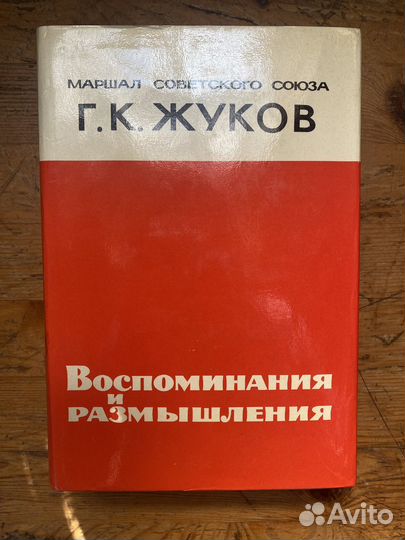 МАРШАЛ СОВЕТСКОГО СОЮЗА
Г.К. ЖУКОВ
ВОСПОМИНАНИЯ
И
РАЗМЫШЛЕНИЯ
Avito